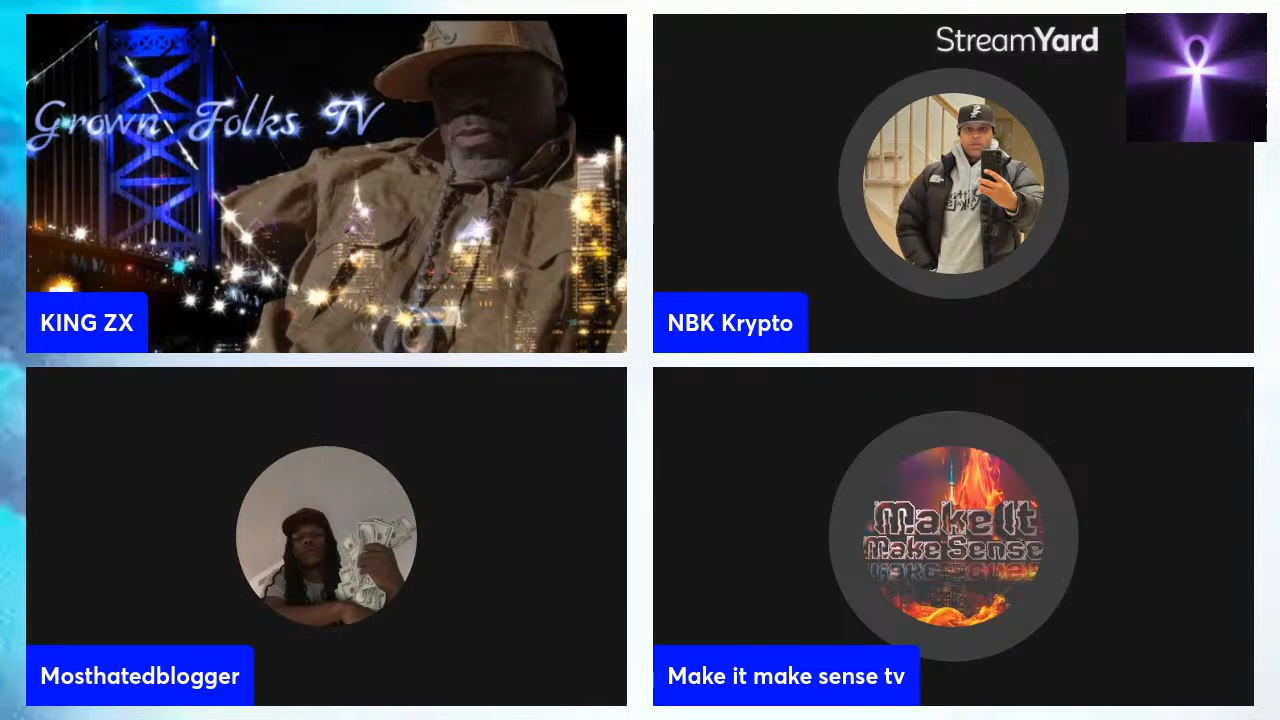 Grown Folks TV
KING ZX
StreamYard
NBK Krypto
Mosthatedblogger
Make It
Make Sense
Make it make sense tv